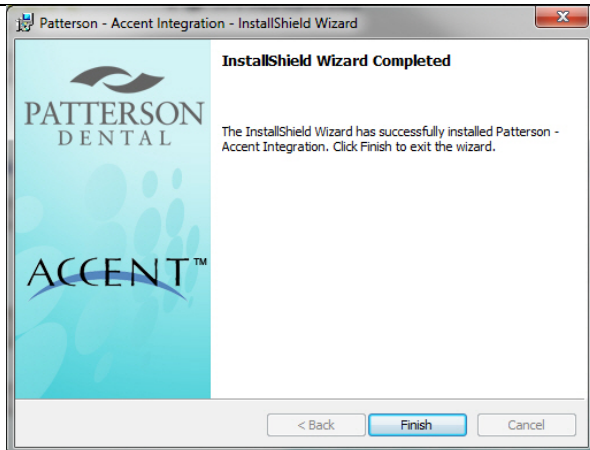 Patterson - Accent Integration - InstallShield Wizard
InstallShield Wizard Completed
PATTERSON
DENTAL
The InstallShield Wizard has successfully installed Patterson -
Accent Integration. Click Finish to exit the wizard.
ACCENT™
< Back
Finish
Cancel